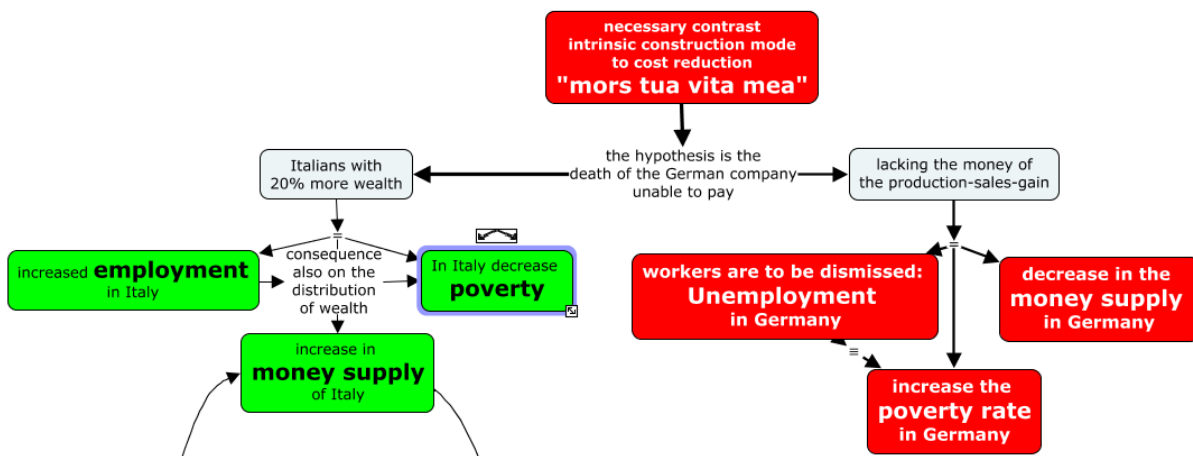 necessary contrast
intrinsic construction mode
to cost reduction
"mors tua vita mea"
the hypothesis is the
death of the German company
unable to pay
Italians with
20% more wealth
lacking the money of
the production-sales-gain
=
consequence
also on the
distribution
of wealth
increased employment
in Italy
In Italy decrease
poverty
increase in
money supply
of Italy
=
workers are to be dismissed:
Unemployment
in Germany
decrease in the
money supply
in Germany
=
increase the
poverty rate
in Germany